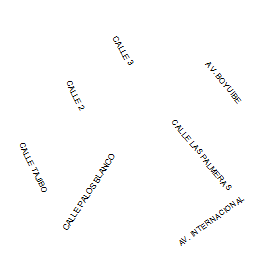 CALLE 3
AV. BOYUIBE
CALLE 2
CALLE LAS PALMERAS
CALLE TAJIBO
CALLE PALOS BLANCO
AV. INTERNACIONAL